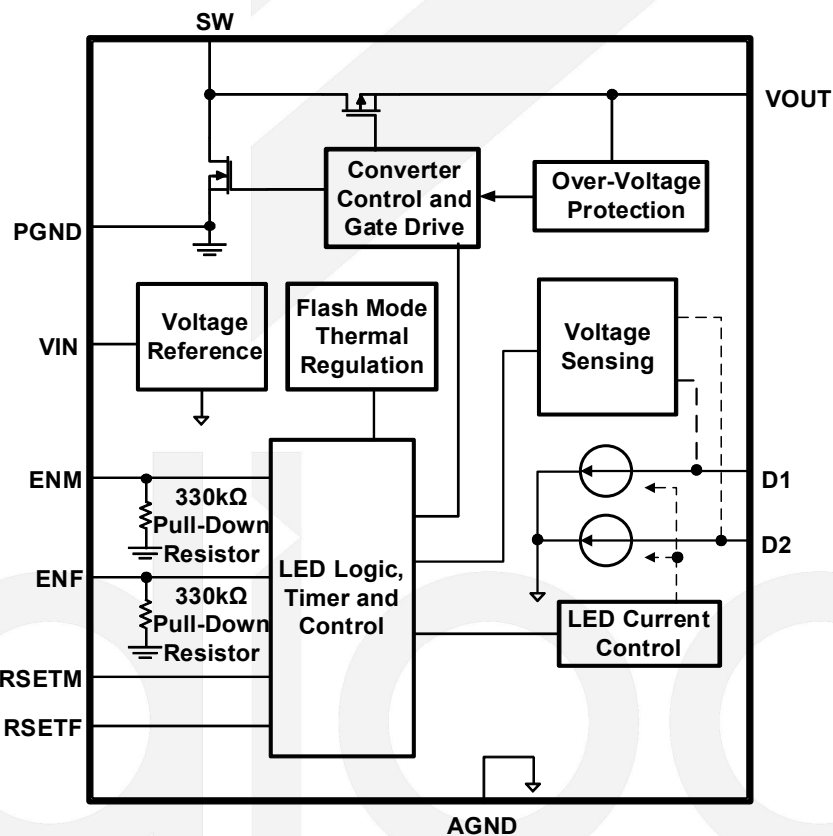 SW
VOUT
Converter
Control and
Gate Drive
Over-Voltage
Protection
PGND
VIN
Voltage
Reference
Flash Mode
Thermal
Regulation
Voltage
Sensing
ENM
330kΩ
Pull-Down
Resistor
D1
D2
ENF
330kΩ
Pull-Down
Resistor
LED Logic,
Timer and
Control
LED Current
Control
RSETM
RSETF
AGND